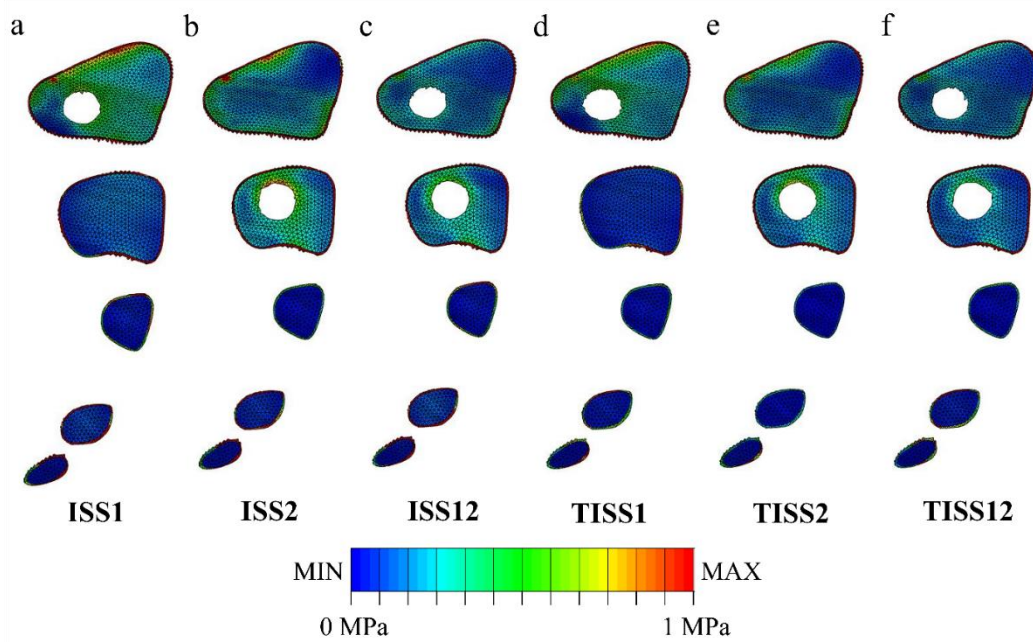 a b c d e f
ISS1 ISS2 ISS12 TISS1 TISS2 TISS12
MIN MAX
0 MPa 1 MPa